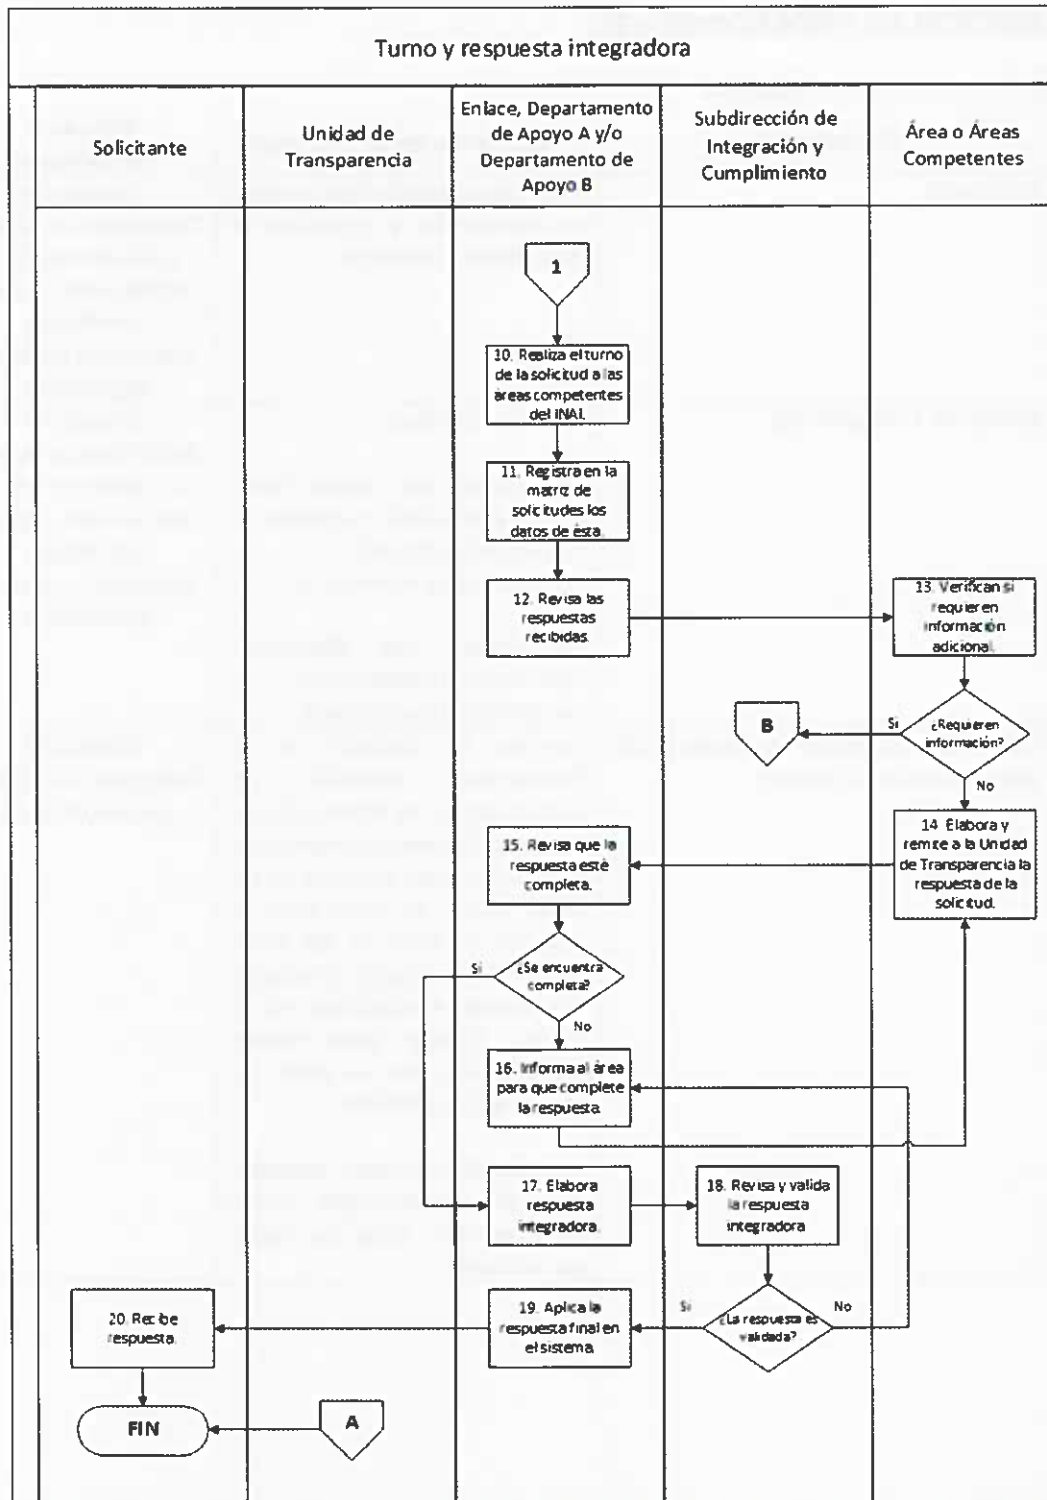 Turno y respuesta integradora
Solicitante
Unidad de
Transparencia
Enlace, Departamento
de Apoyo A y/o
Departamento de
Apoyo B
Subdirección de
Integración y
Cumplimiento
Área o Áreas
Competentes
1
10. Realiza el turno
de la solicitud a las
áreas competentes
del INAI.
11. Registra en la
matriz de
solicitudes los
datos de ésta.
12. Revisa las
respuestas
recibidas.
13. Verifican si
requieren
información
adicional.
¿Requieren
información?
Si
B
No
14. Elabora y
remite a la Unidad
de Transparencia la
respuesta de la
solicitud.
15. Revisa que la
respuesta esté
completa.
¿Se encuentra
completa?
Si
No
16. Informa al área
para que complete
la respuesta.
17. Elabora
respuesta
integradora.
18. Revisa y valida
la respuesta
integradora
¿La respuesta es
validada?
Si
No
19. Aplica la
respuesta final en
el sistema.
20. Recibe
respuesta.
FIN
A